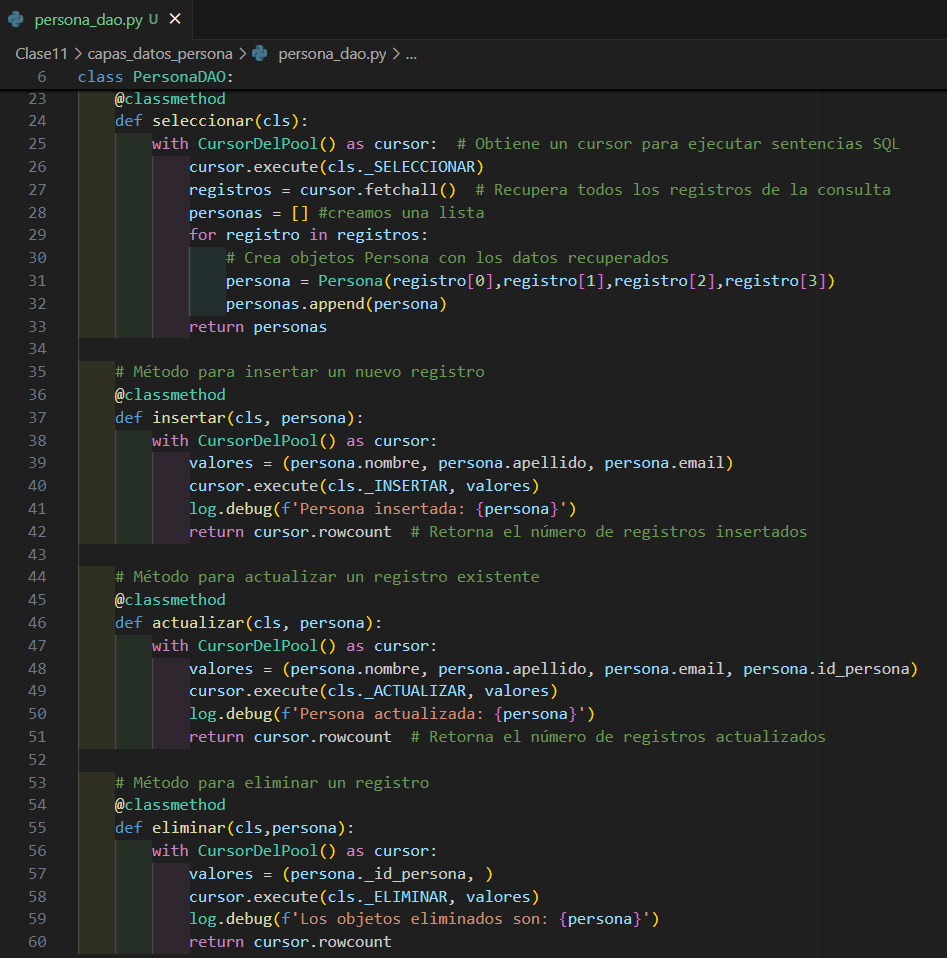 persona_dao.py U ✕
Clase11 > capas_datos_persona > persona_dao.py > ...
6 class PersonaDAO:
23     @classmethod
24     def seleccionar(cls):
25         with CursorDelPool() as cursor:  # Obtiene un cursor para ejecutar sentencias SQL
26             cursor.execute(cls._SELECCIONAR)
27             registros = cursor.fetchall()  # Recupera todos los registros de la consulta
28             personas = [] #creamos una lista
29             for registro in registros:
30                 # Crea objetos Persona con los datos recuperados
31                 persona = Persona(registro[0],registro[1],registro[2],registro[3])
32                 personas.append(persona)
33             return personas
34
35     # Método para insertar un nuevo registro
36     @classmethod
37     def insertar(cls, persona):
38         with CursorDelPool() as cursor:
39             valores = (persona.nombre, persona.apellido, persona.email)
40             cursor.execute(cls._INSERTAR, valores)
41             log.debug(f'Persona insertada: {persona}')
42             return cursor.rowcount  # Retorna el número de registros insertados
43
44     # Método para actualizar un registro existente
45     @classmethod
46     def actualizar(cls, persona):
47         with CursorDelPool() as cursor:
48             valores = (persona.nombre, persona.apellido, persona.email, persona.id_persona)
49             cursor.execute(cls._ACTUALIZAR, valores)
50             log.debug(f'Persona actualizada: {persona}')
51             return cursor.rowcount  # Retorna el número de registros actualizados
52
53     # Método para eliminar un registro
54     @classmethod
55     def eliminar(cls,persona):
56         with CursorDelPool() as cursor:
57             valores = (persona._id_persona, )
58             cursor.execute(cls._ELIMINAR, valores)
59             log.debug(f'Los objetos eliminados son: {persona}')
60             return cursor.rowcount